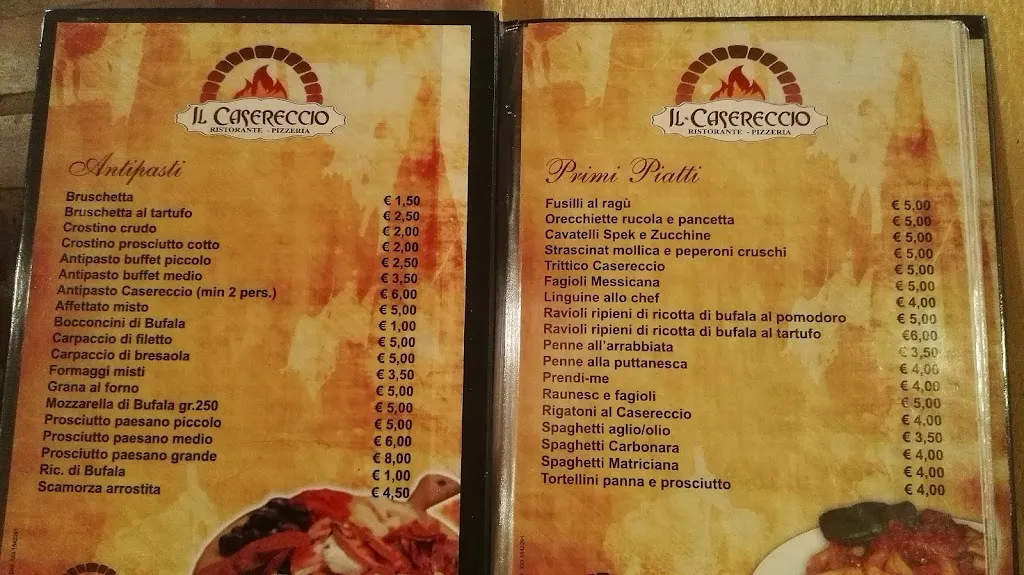 IL CASERECCIO
RISTORANTE - PIZZERIA
Antipasti
Bruschetta € 1,50
Bruschetta al tartufo € 2,50
Crostino crudo € 2,00
Crostino prosciutto cotto € 2,00
Antipasto buffet piccolo € 2,50
Antipasto buffet medio € 3,50
Antipasto Casereccio (min 2 pers.) € 6,00
Affettato misto € 5,00
Bocconcini di Bufala € 1,00
Carpaccio di filetto € 5,00
Carpaccio di bresaola € 5,00
Formaggi misti € 3,50
Grana al forno € 5,00
Mozzarella di Bufala gr.250 € 5,00
Prosciutto paesano piccolo € 5,00
Prosciutto paesano medio € 6,00
Prosciutto paesano grande € 8,00
Ric. di Bufala € 1,00
Scamorza arrostita € 4,50
IL CASERECCIO
RISTORANTE - PIZZERIA
Primi Piatti
Fusilli al ragù € 5,00
Orecchiette rucola e pancetta € 5,00
Cavatelli Spek e Zucchine € 5,00
Strascinat mollica e peperoni cruschi € 5,00
Trittico Casereccio € 5,00
Fagioli Messicana € 5,00
Linguine allo chef € 4,00
Ravioli ripieni di ricotta di bufala al pomodoro € 5,00
Ravioli ripieni di ricotta di bufala al tartufo €6,00
Penne all'arrabbiata € 3,50
Penne alla puttanesca € 4,00
Prendi-me € 4,00
Raunesc e fagioli € 5,00
Rigatoni al Casereccio € 4,00
Spaghetti aglio/olio € 3,50
Spaghetti Carbonara € 4,00
Spaghetti Matriciana € 4,00
Tortellini panna e prosciutto € 4,00